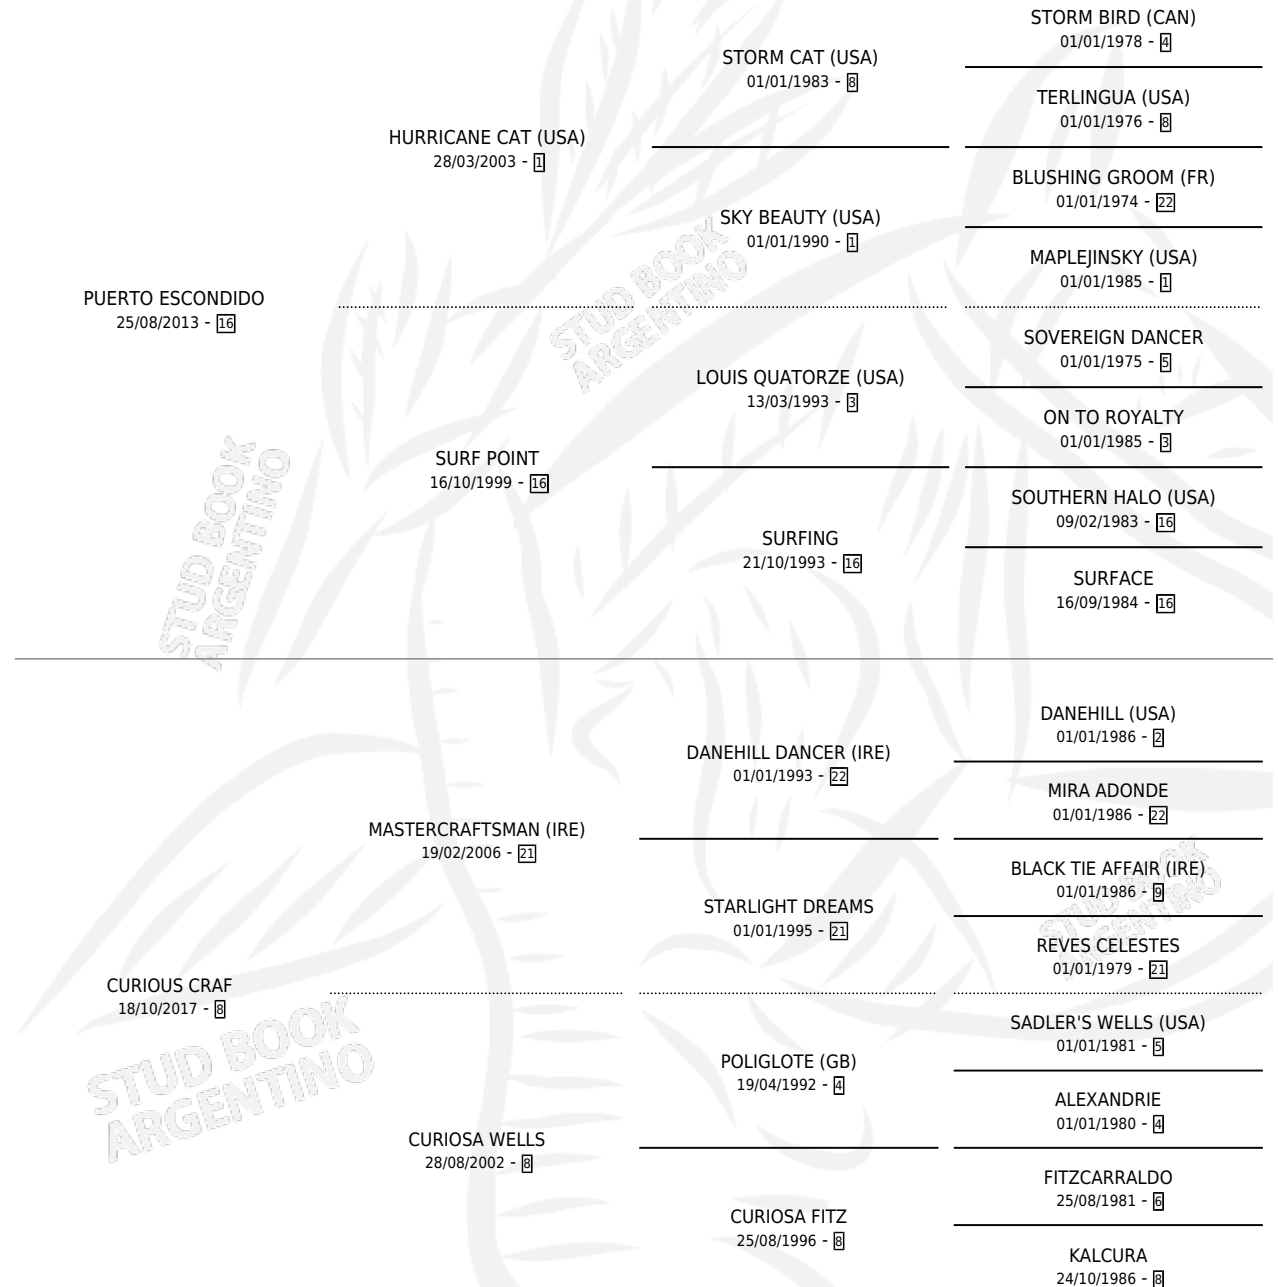 STORM BIRD (CAN)
01/01/1978 - 4
STORM CAT (USA)
01/01/1983 - 8
TERLINGUA (USA)
01/01/1976 - 8
HURRICANE CAT (USA)
28/03/2003 - 1
BLUSHING GROOM (FR)
01/01/1974 - 22
SKY BEAUTY (USA)
01/01/1990 - 1
MAPLEJINSKY (USA)
01/01/1985 - 1
PUERTO ESCONDIDO
25/08/2013 - 16
STUD BOOK
ARGENTINO
SOVEREIGN DANCER
01/01/1975 - 5
LOUIS QUATORZE (USA)
13/03/1993 - 3
ON TO ROYALTY
01/01/1985 - 3
SURF POINT
16/10/1999 - 16
SOUTHERN HALO (USA)
09/02/1983 - 16
SURFING
21/10/1993 - 16
SURFACE
16/09/1984 - 16
STUD BOOK
ARGENTINO
DANEHILL (USA)
01/01/1986 - 2
DANEHILL DANCER (IRE)
01/01/1993 - 22
MIRA ADONDE
01/01/1986 - 22
MASTERCRAFTSMAN (IRE)
19/02/2006 - 21
BLACK TIE AFFAIR (IRE)
01/01/1986 - 9
STARLIGHT DREAMS
01/01/1995 - 21
STUD BOOK
ARGENTINO
REVES CELESTES
01/01/1979 - 21
CURIOUS CRAF
18/10/2017 - 8
SADLER'S WELLS (USA)
01/01/1981 - 5
POLIGLOTE (GB)
19/04/1992 - 4
STUD BOOK
ARGENTINO
ALEXANDRIE
01/01/1980 - 4
CURIOSA WELLS
28/08/2002 - 8
FITZCARRALDO
25/08/1981 - 6
CURIOSA FITZ
25/08/1996 - 8
KALCURA
24/10/1986 - 8